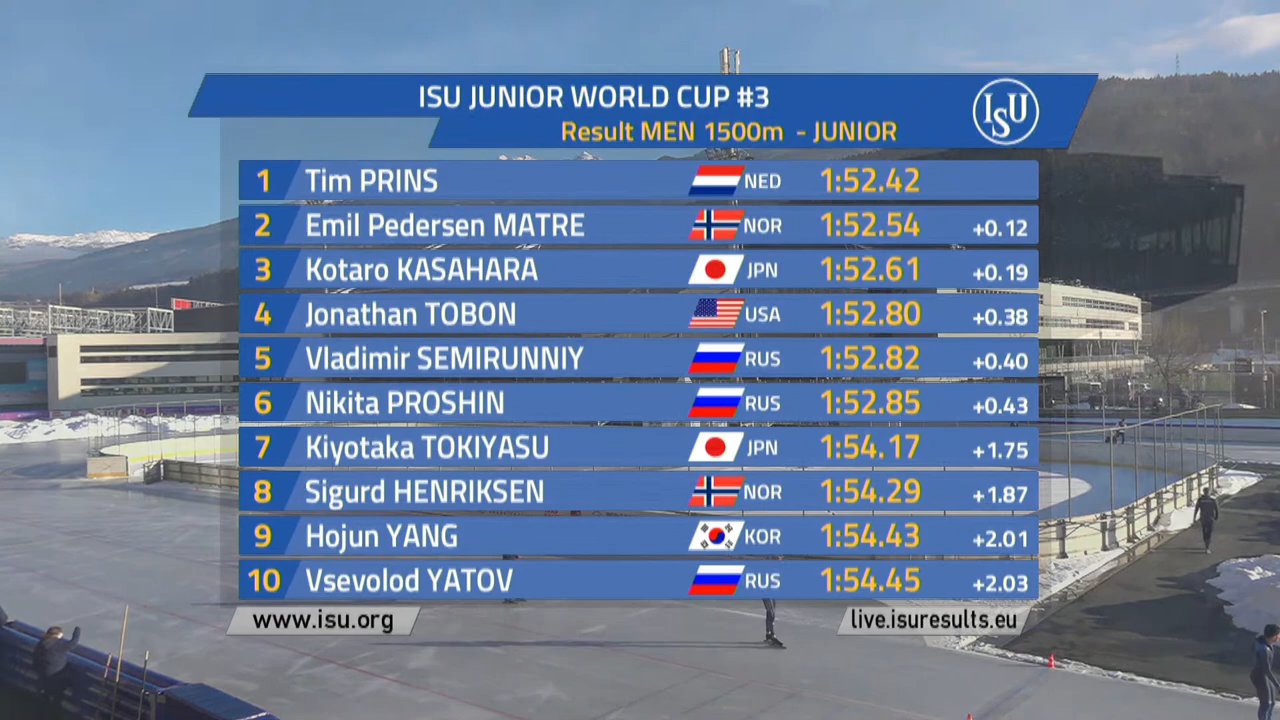 ISU JUNIOR WORLD CUP #3
Result MEN 1500m - JUNIOR
ISU
1 Tim PRINS NED 1:52.42
2 Emil Pedersen MATRE NOR 1:52.54 +0.12
3 Kotaro KASAHARA JPN 1:52.61 +0.19
4 Jonathan TOBON USA 1:52.80 +0.38
5 Vladimir SEMIRUNNIY RUS 1:52.82 +0.40
6 Nikita PROSHIN RUS 1:52.85 +0.43
7 Kiyotaka TOKIYASU JPN 1:54.17 +1.75
8 Sigurd HENRIKSEN NOR 1:54.29 +1.87
9 Hojun YANG KOR 1:54.43 +2.01
10 Vsevolod YATOV RUS 1:54.45 +2.03
www.isu.org
live.isuresults.eu